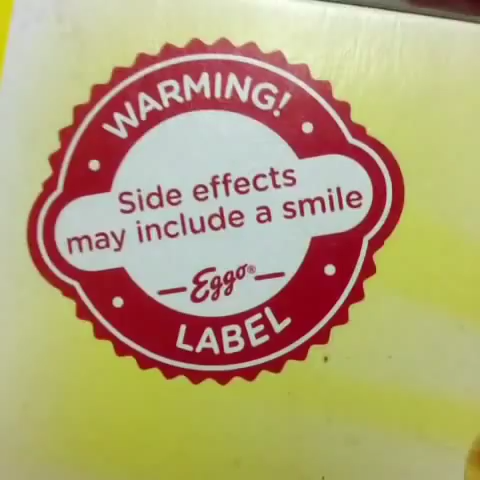 WARMING!
Side effects
may include a smile
—Eggo®—
LABEL